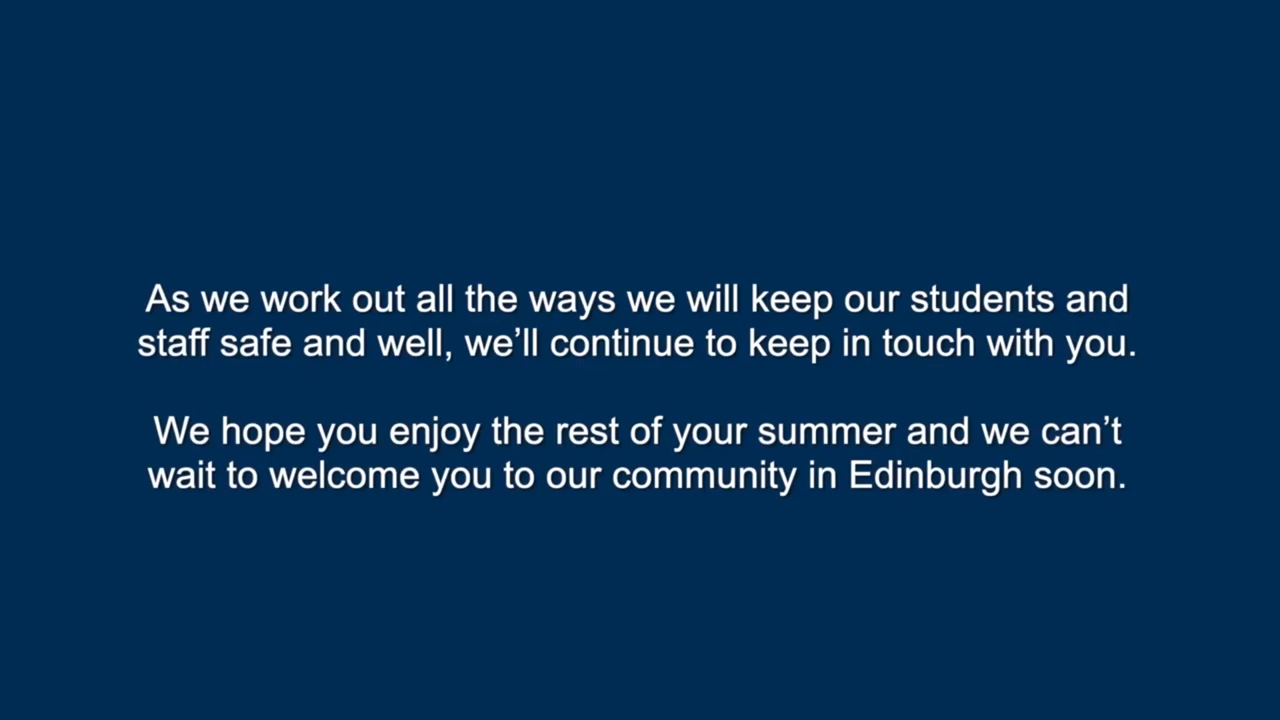 As we work out all the ways we will keep our students and
staff safe and well, we’ll continue to keep in touch with you.
We hope you enjoy the rest of your summer and we can’t
wait to welcome you to our community in Edinburgh soon.